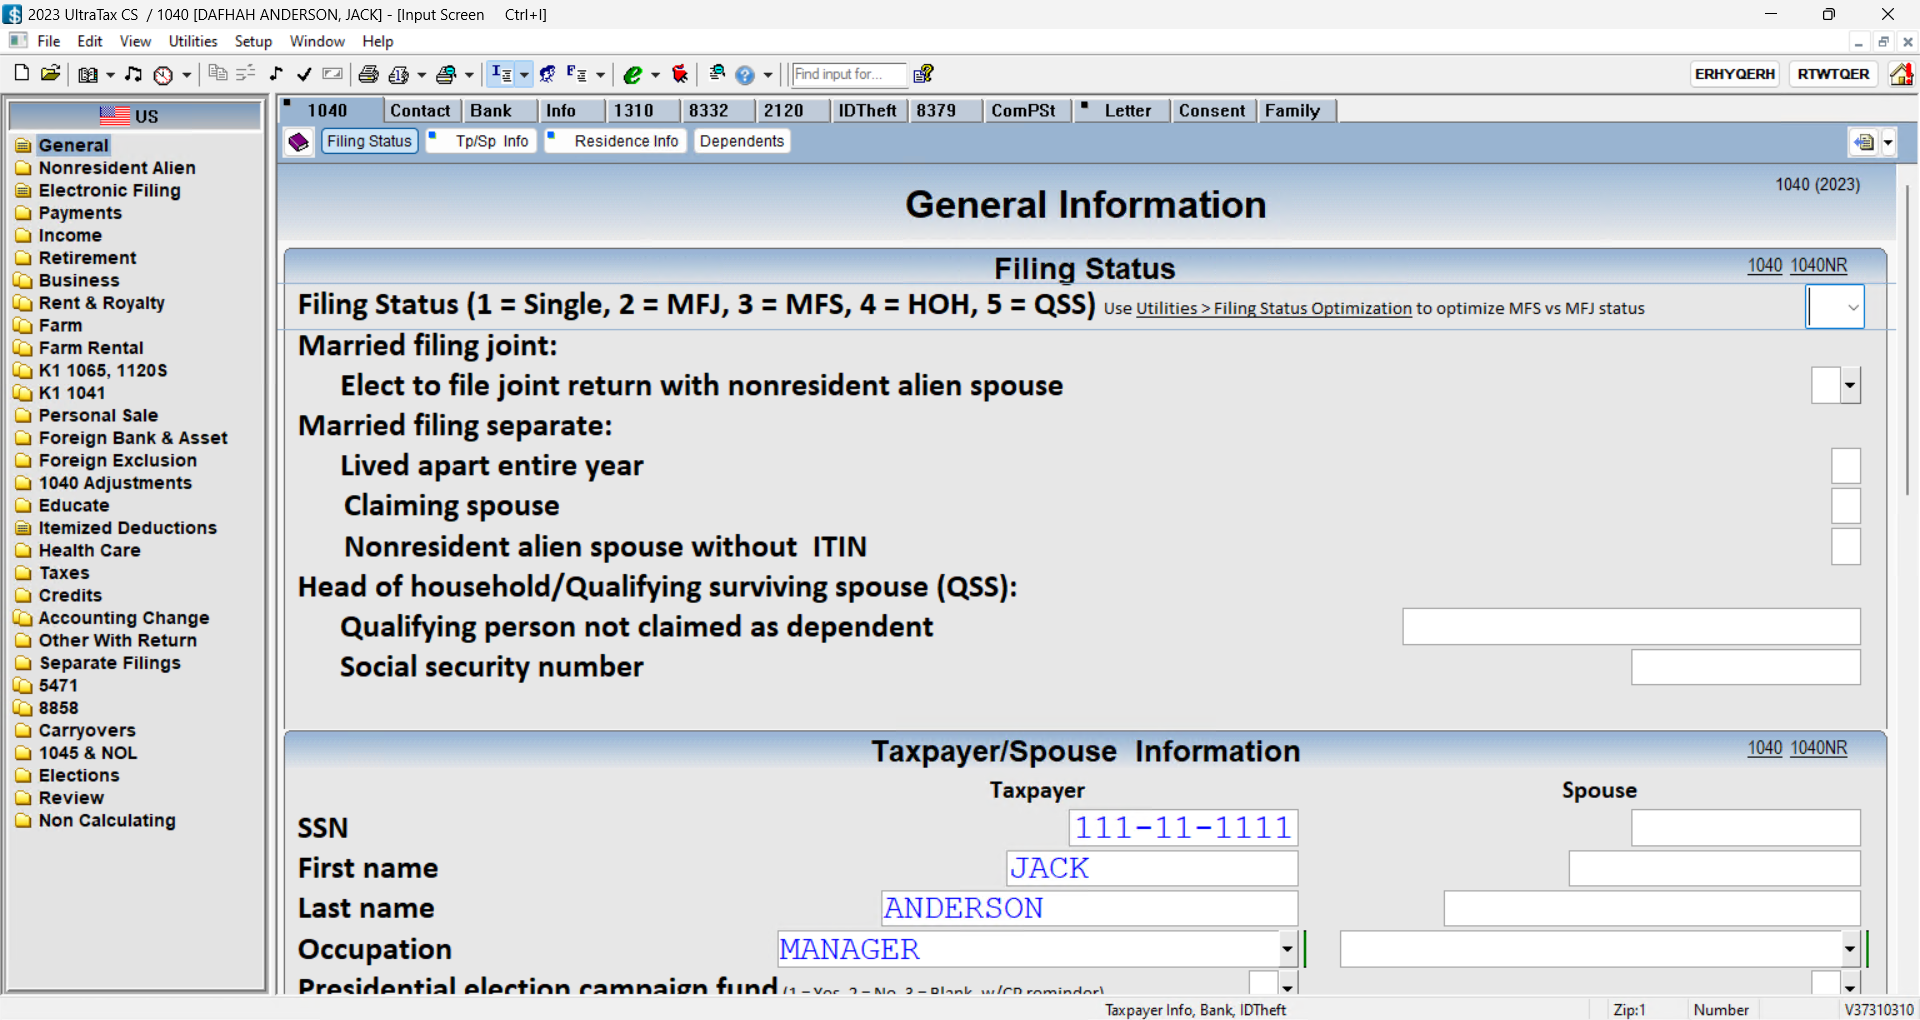 2023 UltraTax CS / 1040 [DAFHAH ANDERSON, JACK] - [Input Screen Ctrl+I]
File Edit View Utilities Setup Window Help
Find input for...
ERHYQERH RTWTQER
US
General
Nonresident Alien
Electronic Filing
Payments
Income
Retirement
Business
Rent & Royalty
Farm
Farm Rental
K1 1065, 1120S
K1 1041
Personal Sale
Foreign Bank & Asset
Foreign Exclusion
1040 Adjustments
Educate
Itemized Deductions
Health Care
Taxes
Credits
Accounting Change
Other With Return
Separate Filings
5471
8858
Carryovers
1045 & NOL
Elections
Review
Non Calculating
1040 Contact Bank Info 1310 8332 2120 IDTheft 8379 ComPSt Letter Consent Family
Filing Status Tp/Sp Info Residence Info Dependents
1040 (2023)
General Information
Filing Status 1040 1040NR
Filing Status (1 = Single, 2 = MFJ, 3 = MFS, 4 = HOH, 5 = QSS) Use Utilities > Filing Status Optimization to optimize MFS vs MFJ status
Married filing joint:
Elect to file joint return with nonresident alien spouse
Married filing separate:
Lived apart entire year
Claiming spouse
Nonresident alien spouse without ITIN
Head of household/Qualifying surviving spouse (QSS):
Qualifying person not claimed as dependent
Social security number
Taxpayer/Spouse Information 1040 1040NR
Taxpayer Spouse
SSN 111-11-1111
First name JACK
Last name ANDERSON
Occupation MANAGER
Presidential election campaign fund (1 = Yes, 2 = No, 3 = Blank, w/CP reminder)
Taxpayer Info, Bank, IDTheft Zip:1 Number V37310310